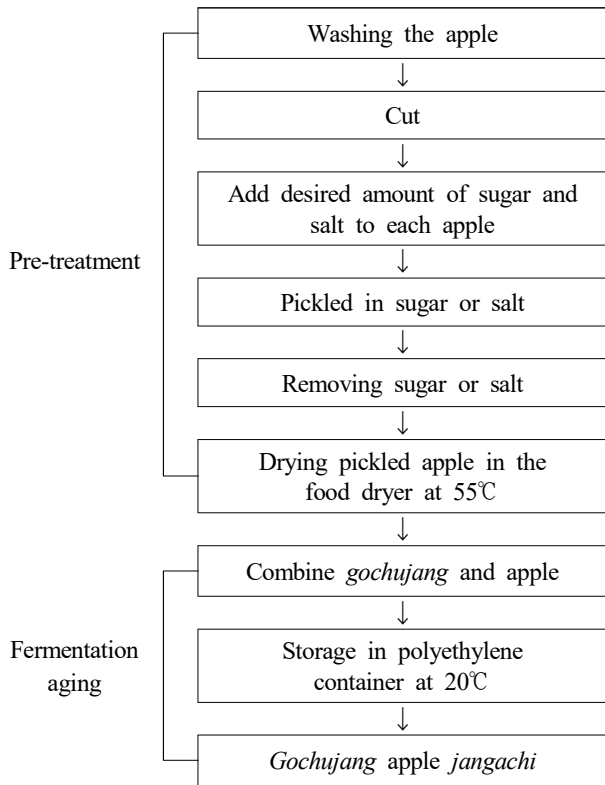 Washing the apple
Cut
Add desired amount of sugar and
salt to each apple
Pre-treatment
Pickled in sugar or salt
Removing sugar or salt
Drying pickled apple in the
food dryer at 55℃
Combine gochujang and apple
Fermentation
aging
Storage in polyethylene
container at 20℃
Gochujang apple jangachi